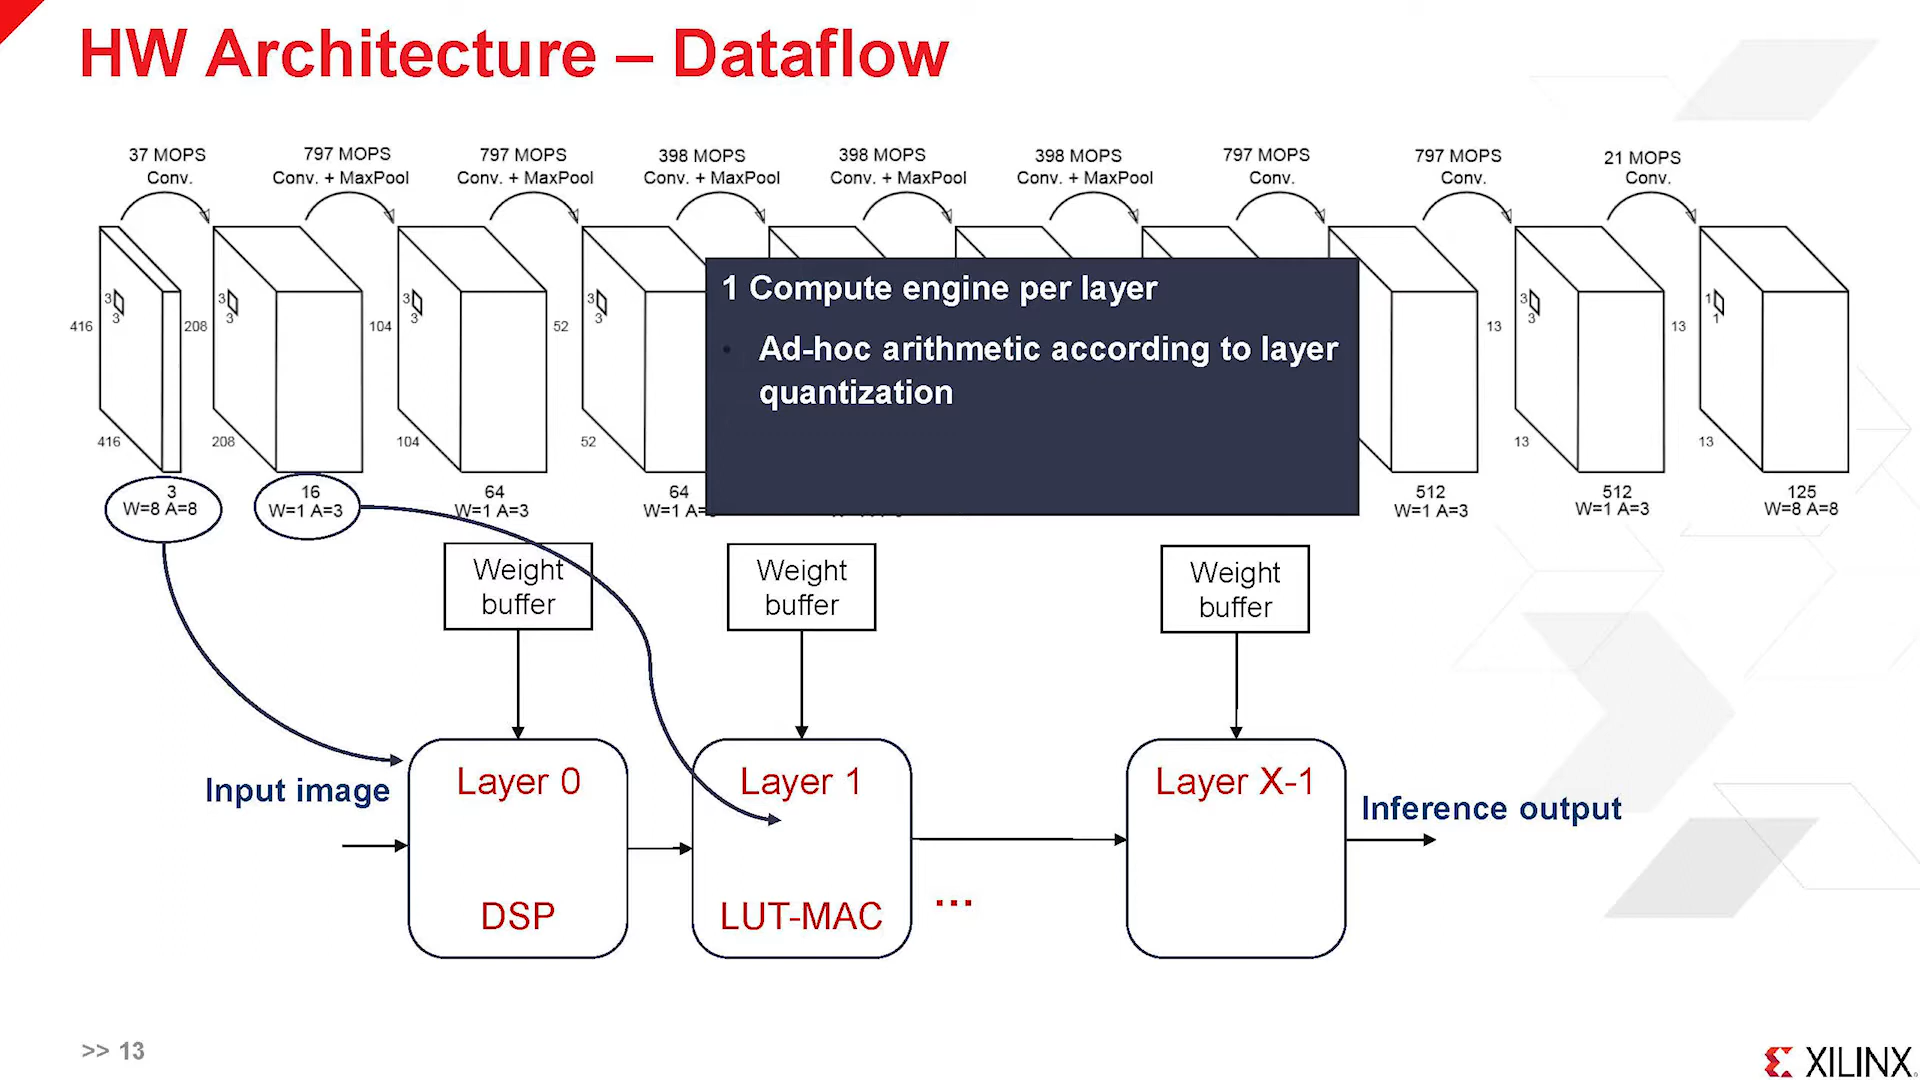 HW Architecture – Dataflow
37 MOPS
Conv.
797 MOPS
Conv. + MaxPool
797 MOPS
Conv. + MaxPool
398 MOPS
Conv. + MaxPool
398 MOPS
Conv. + MaxPool
398 MOPS
Conv. + MaxPool
797 MOPS
Conv.
797 MOPS
Conv.
21 MOPS
Conv.
3
3
416
416
3
W=8 A=8
3
3
208
208
16
W=1 A=3
3
3
104
104
64
W=1 A=3
3
3
52
52
64
W=1 A=3
1 Compute engine per layer
• Ad-hoc arithmetic according to layer
quantization
512
W=1 A=3
3
3
13
13
512
W=1 A=3
1
1
13
13
125
W=8 A=8
Weight
buffer
Weight
buffer
Weight
buffer
Input image
Layer 0
DSP
Layer 1
LUT-MAC
...
Layer X-1
Inference output
>> 13
XILINX